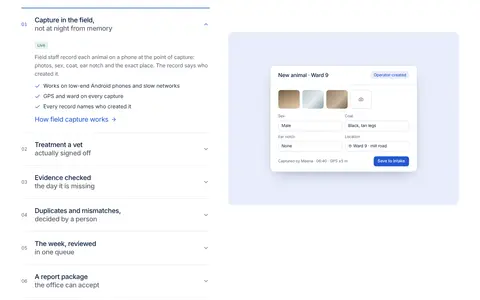 01
Capture in the field,
not at night from memory
Live
Field staff record each animal on a phone at the point of capture:
photos, sex, coat, ear notch and the exact place. The record says who
created it.
Works on low-end Android phones and slow networks
GPS and ward on every capture
Every record names who created it
How field capture works →
02
Treatment a vet
actually signed off
03
Evidence checked
the day it is missing
04
Duplicates and mismatches,
decided by a person
05
The week, reviewed
in one queue
06
A report package
the office can accept
New animal · Ward 9
Operator created
Sex
Coat
Male
Black, tan legs
Ear notch
Location
None
Ward 9 · mill road
Captured by Meena · 06:40 · GPS ±3 m
Save to intake